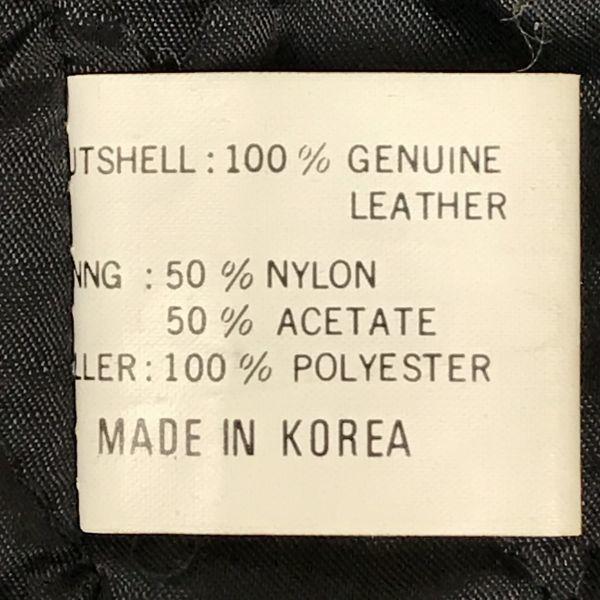 UTSHELL : 100 % GENUINE
LEATHER
NNG : 50 % NYLON
50 % ACETATE
LLER : 100 % POLYESTER
MADE IN KOREA